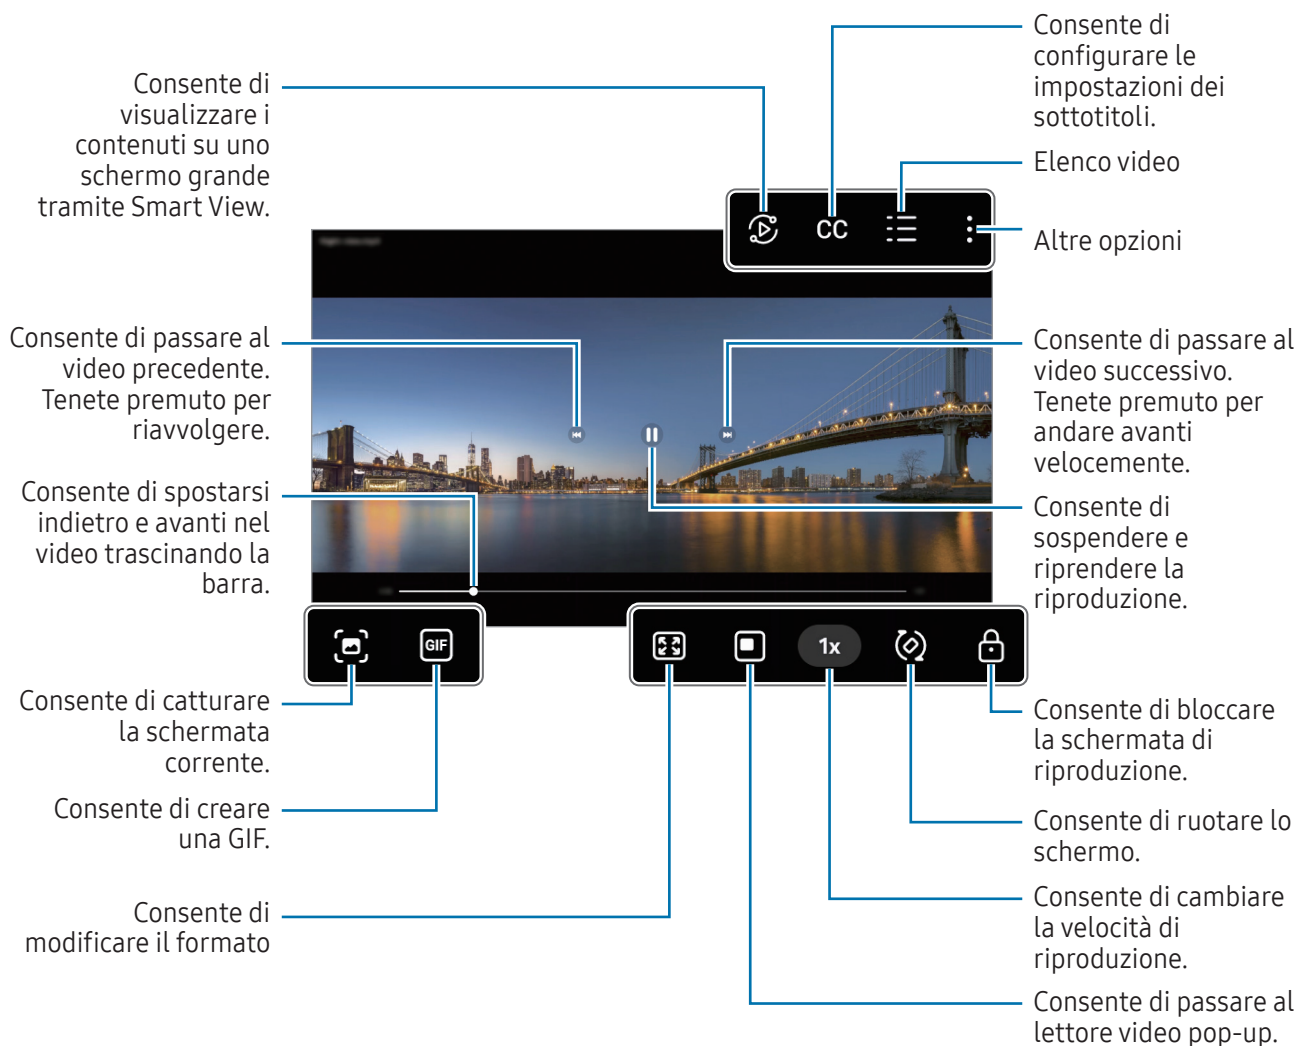 Consente di
configurare le
impostazioni dei
sottotitoli.
Consente di
visualizzare i
contenuti su uno
schermo grande
tramite Smart View.
Elenco video
Altre opzioni
CC
Consente di passare al
video precedente.
Tenete premuto per
riavvolgere.
Consente di passare al
video successivo.
Tenete premuto per
andare avanti
velocemente.
Consente di spostarsi
indietro e avanti nel
video trascinando la
barra.
Consente di
sospendere e
riprendere la
riproduzione.
GIF
1x
Consente di catturare
la schermata
corrente.
Consente di creare
una GIF.
Consente di
modificare il formato
Consente di bloccare
la schermata di
riproduzione.
Consente di ruotare lo
schermo.
Consente di cambiare
la velocità di
riproduzione.
Consente di passare al
lettore video pop-up.